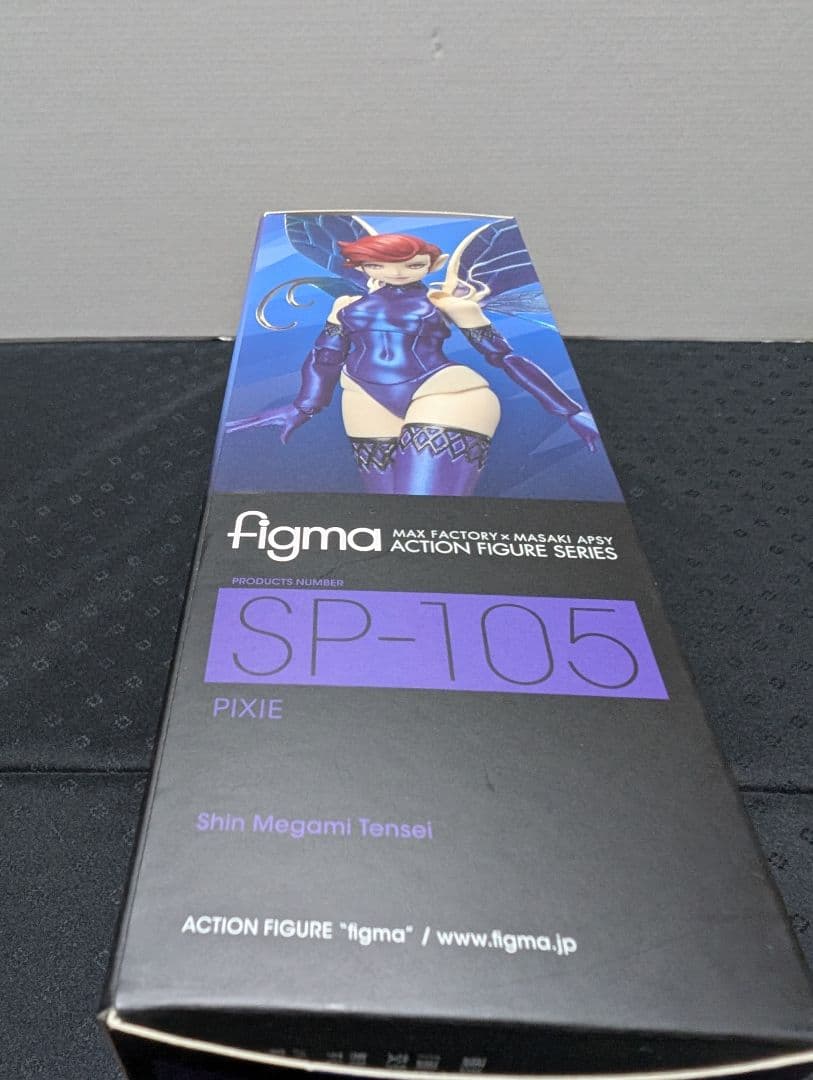 figma
MAX FACTORY × MASAKI APSY
ACTION FIGURE SERIES
PRODUCTS NUMBER
SP-105
PIXIE
Shin Megami Tensei
ACTION FIGURE "figma" / www.figma.jp